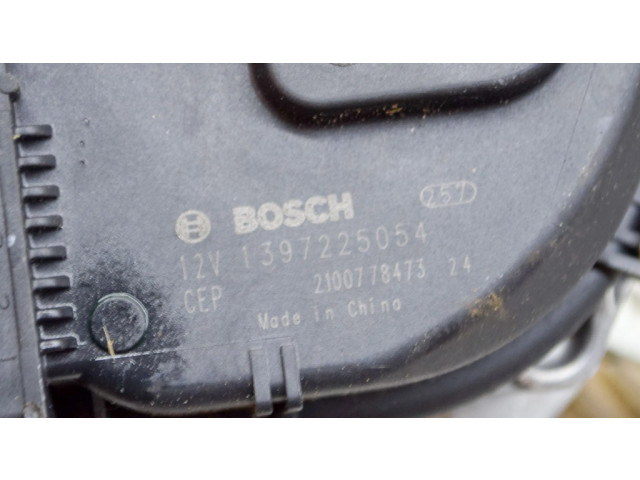 BOSCH 257
12V 1397225054
CEP 2100778473 24
Made in China